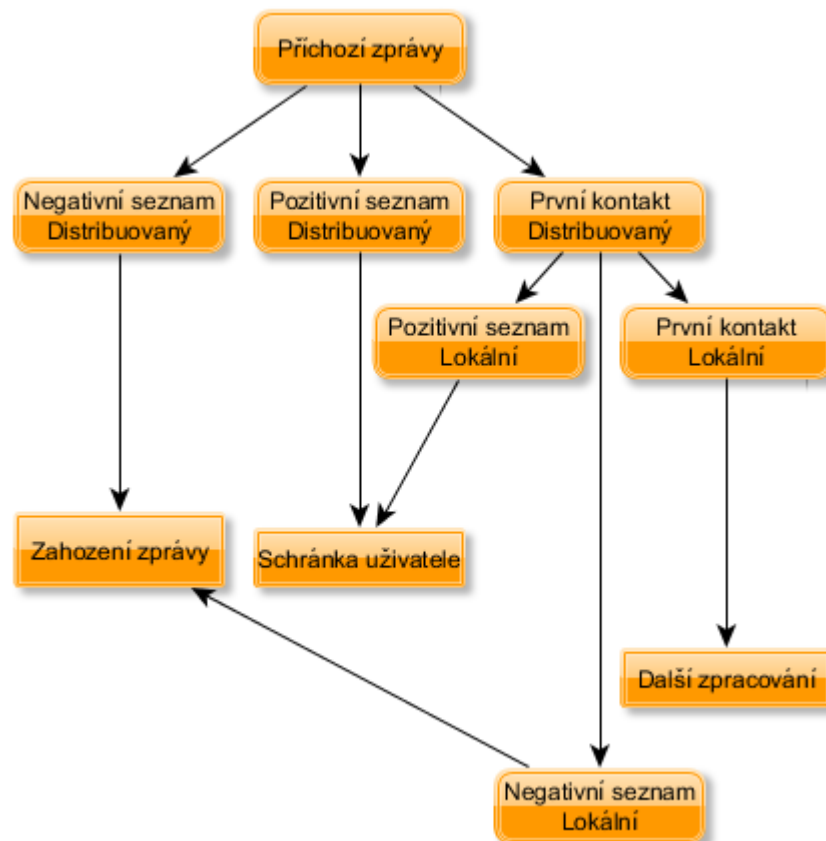 Příchozí zprávy
Negativní seznam
Distribuovaný
Pozitivní seznam
Distribuovaný
První kontakt
Distribuovaný
Pozitivní seznam
Lokální
První kontakt
Lokální
Zahození zprávy
Schránka uživatele
Další zpracování
Negativní seznam
Lokální